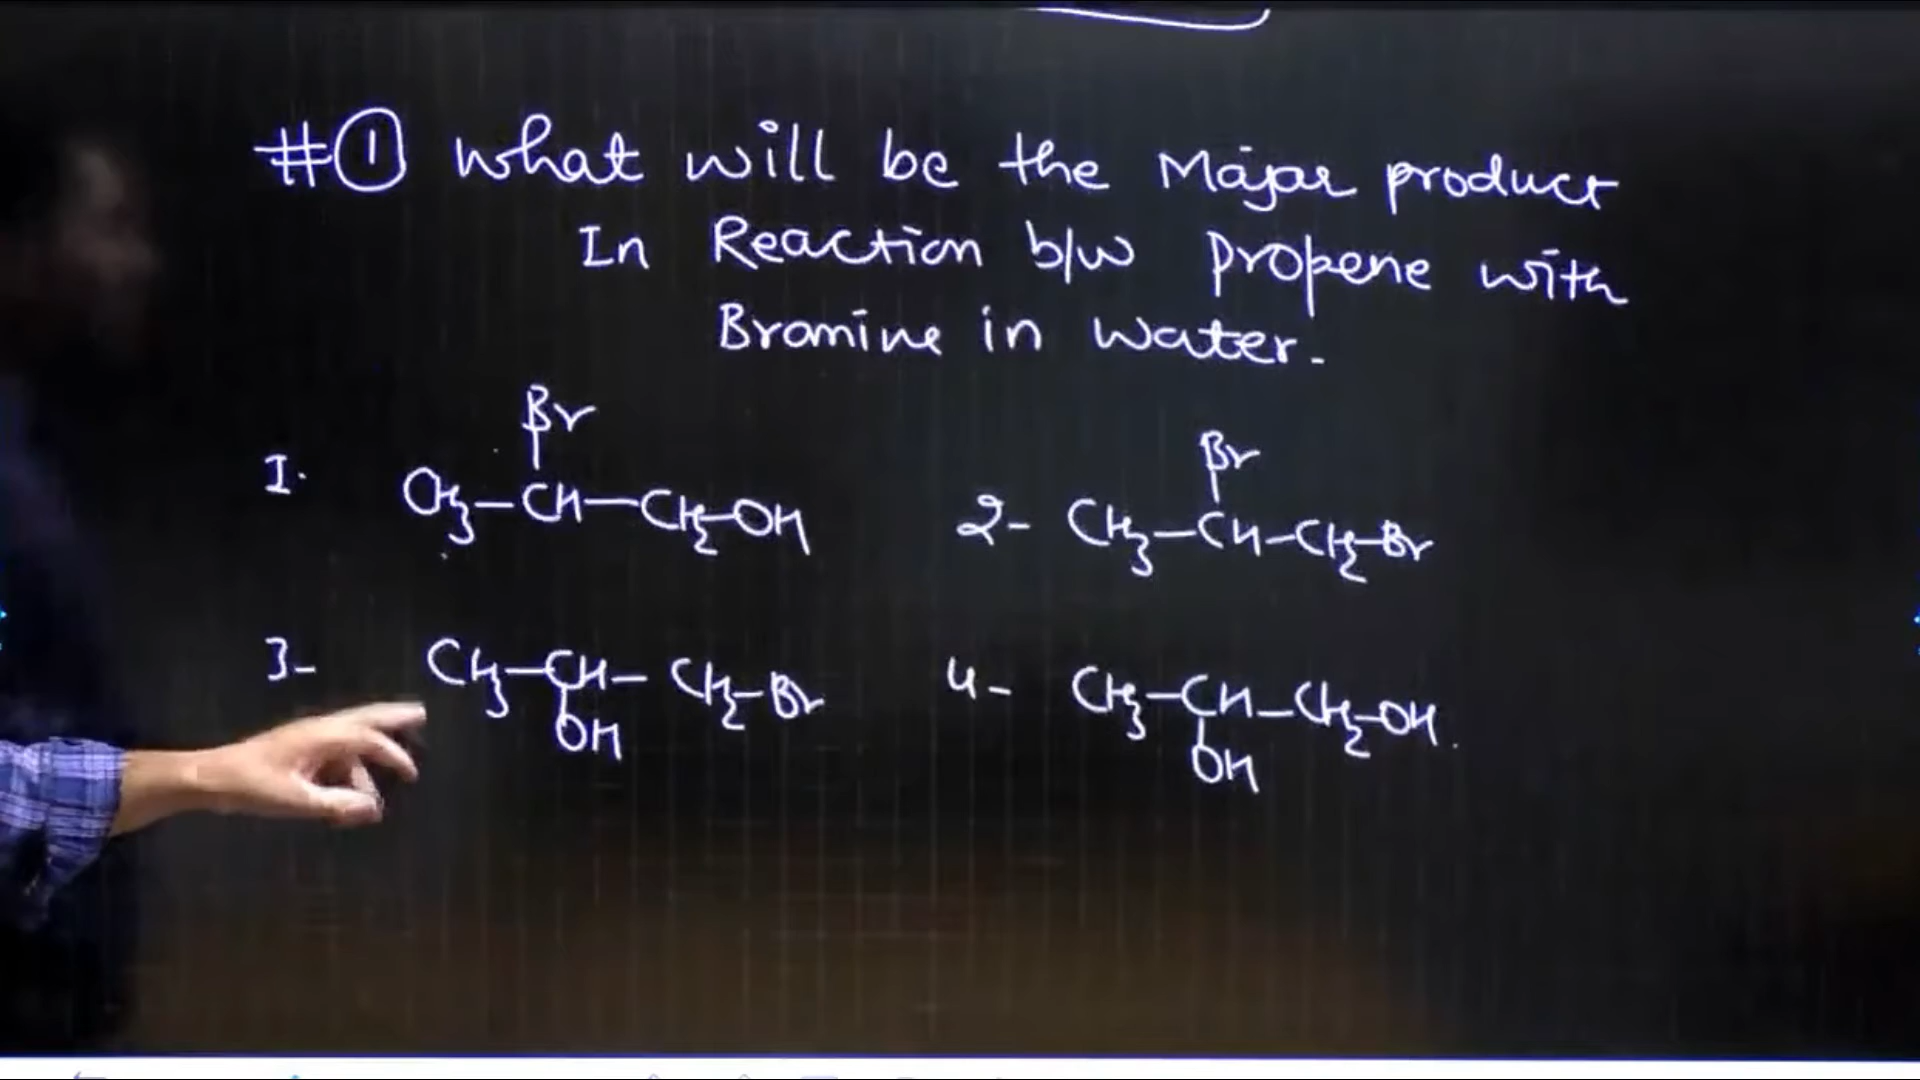 #① What will be the Major product
In Reaction b/w propene with
Bromine in water.
Br
1. CH3-CH-CH2-OH
Br
2- CH3-CH-CH2-Br
3- CH3-CH-CH2-Br
OH
4- CH3-CH-CH2-OH.
OH